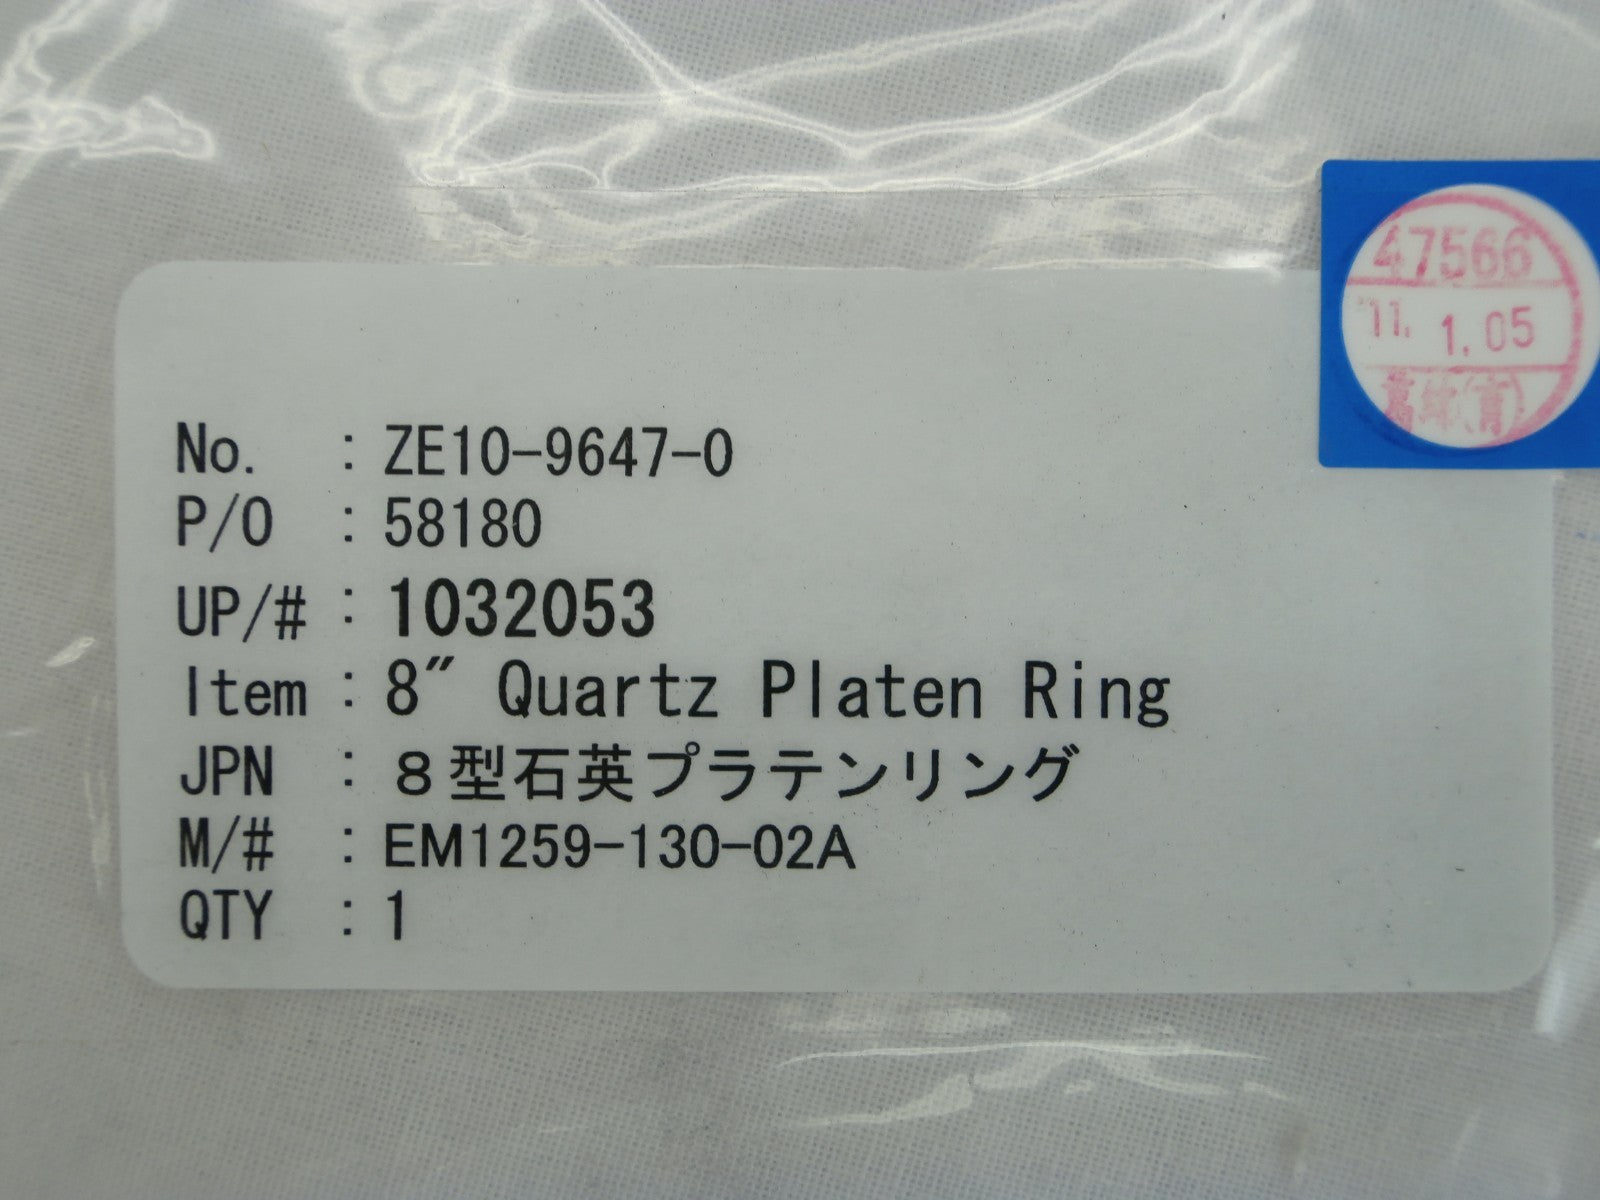 47566
'11. 1.05
No. : ZE10-9647-0
P/O : 58180
UP/# : 1032053
Item : 8" Quartz Platen Ring
JPN : 8型石英プラテンリング
M/# : EM1259-130-02A
QTY : 1